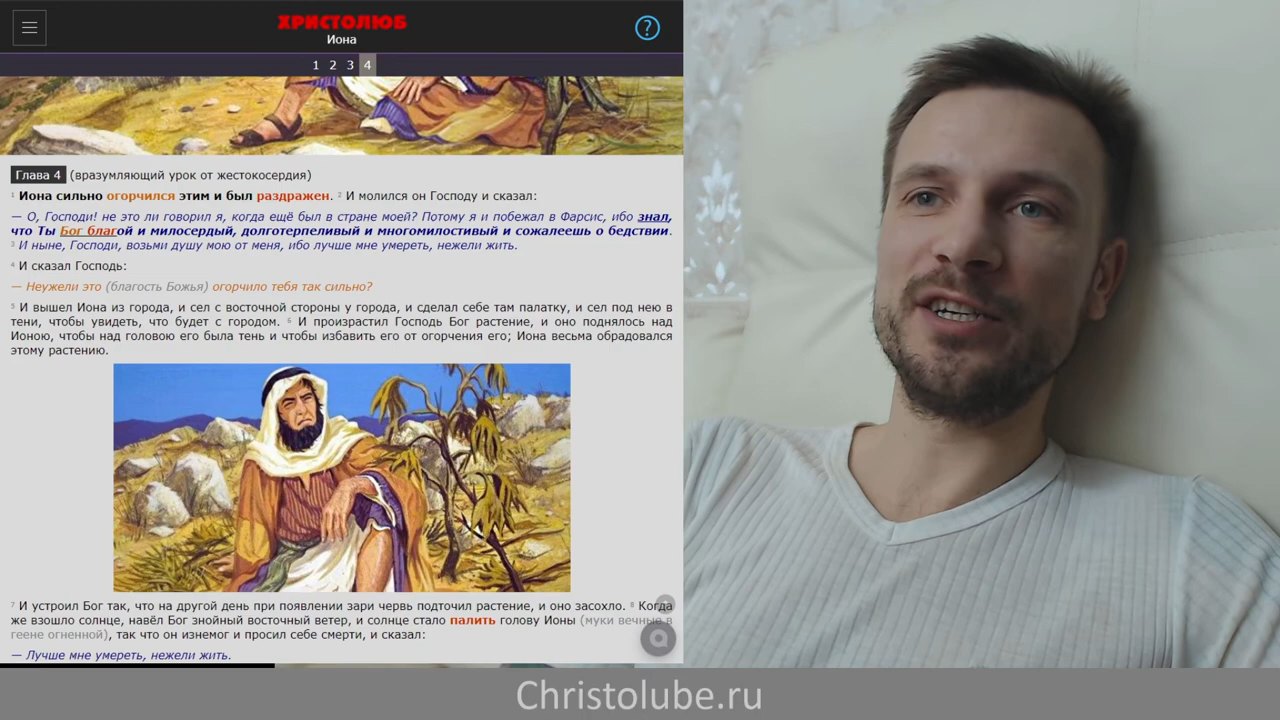 ХРИСТОЛЮБ
Иона
?
1 2 3 4
Глава 4 (вразумляющий урок от жестокосердия)
1 Иона сильно огорчился этим и был раздражен. 2 И молился он Господу и сказал:
— О, Господи! не это ли говорил я, когда ещё был в стране моей? Потому я и побежал в Фарсис, ибо знал,
что Ты Бог благой и милосердый, долготерпеливый и многомилостивый и сожалеешь о бедствии.
3 И ныне, Господи, возьми душу мою от меня, ибо лучше мне умереть, нежели жить.
4 И сказал Господь:
— Неужели это (благость Божья) огорчило тебя так сильно?
5 И вышел Иона из города, и сел с восточной стороны у города, и сделал себе там палатку, и сел под нею в
тени, чтобы увидеть, что будет с городом. 6 И произрастил Господь Бог растение, и оно поднялось над
Ионою, чтобы над головою его была тень и чтобы избавить его от огорчения его; Иона весьма обрадовался
этому растению.
7 И устроил Бог так, что на другой день при появлении зари червь подточил растение, и оно засохло. 8 Когда
же взошло солнце, навёл Бог знойный восточный ветер, и солнце стало палить голову Ионы (муки вечные в
геене огненной), так что он изнемог и просил себе смерти, и сказал:
— Лучше мне умереть, нежели жить.
Christolube.ru